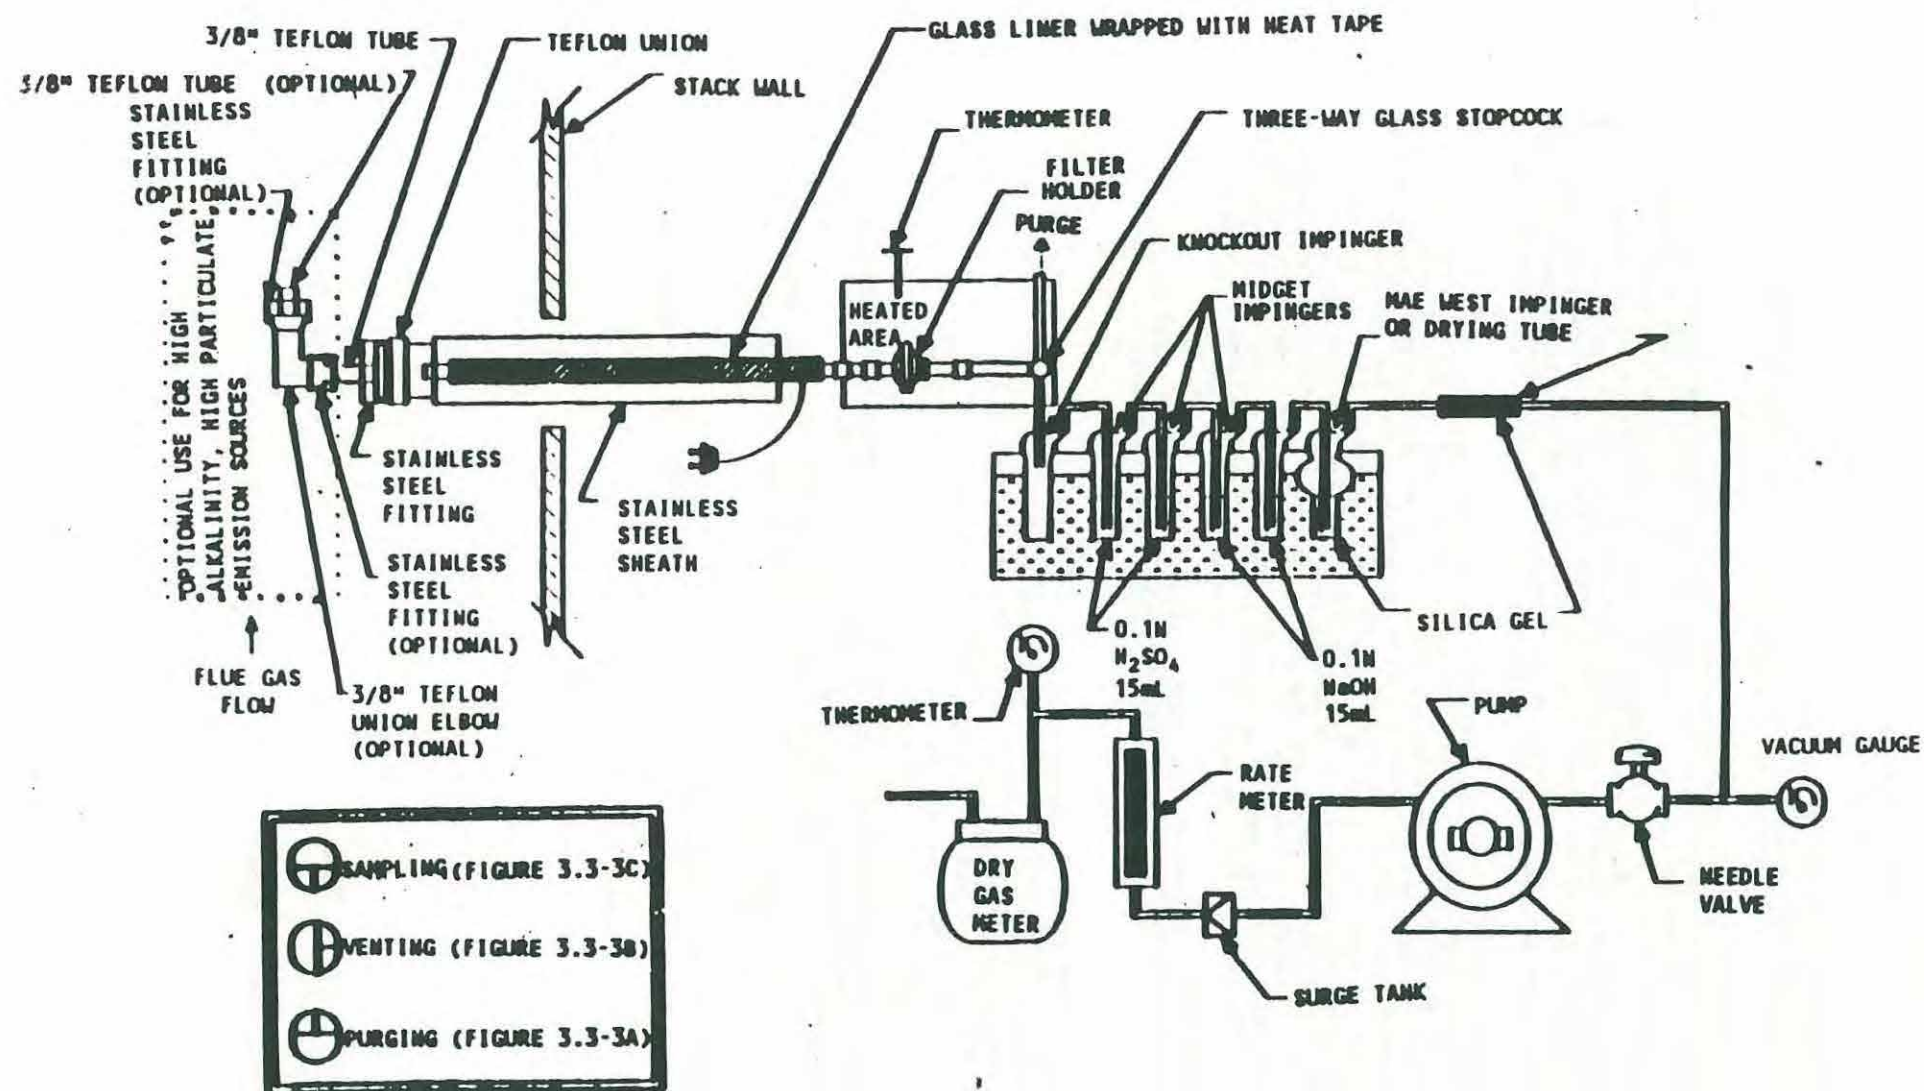 3/8" TEFLON TUBE
3/8" TEFLON TUBE (OPTIONAL)
STAINLESS
STEEL
FITTING
(OPTIONAL)
TEFLON UNION
STACK WALL
GLASS LINER WRAPPED WITH HEAT TAPE
THERMOMETER
THREE-WAY GLASS STOPCOCK
FILTER
HOLDER
PURGE
KNOCKOUT IMPINGER
MIDGET
IMPINGERS
MAE WEST IMPINGER
OR DRYING TUBE
HEATED
AREA
OPTIONAL USE FOR HIGH
ALKALINITY, HIGH PARTICULATE
EMISSION SOURCES
STAINLESS
STEEL
FITTING
STAINLESS
STEEL
SHEATH
STAINLESS
STEEL
FITTING
(OPTIONAL)
FLUE GAS
FLOW
3/8" TEFLON
UNION ELBOW
(OPTIONAL)
SILICA GEL
0.1N
H2SO4
15mL
0.1N
NaOH
15mL
THERMOMETER
PUMP
VACUUM GAUGE
RATE
METER
DRY
GAS
METER
NEEDLE
VALVE
SURGE TANK
SAMPLING (FIGURE 3.3-3C)
VENTING (FIGURE 3.3-3B)
PURGING (FIGURE 3.3-3A)